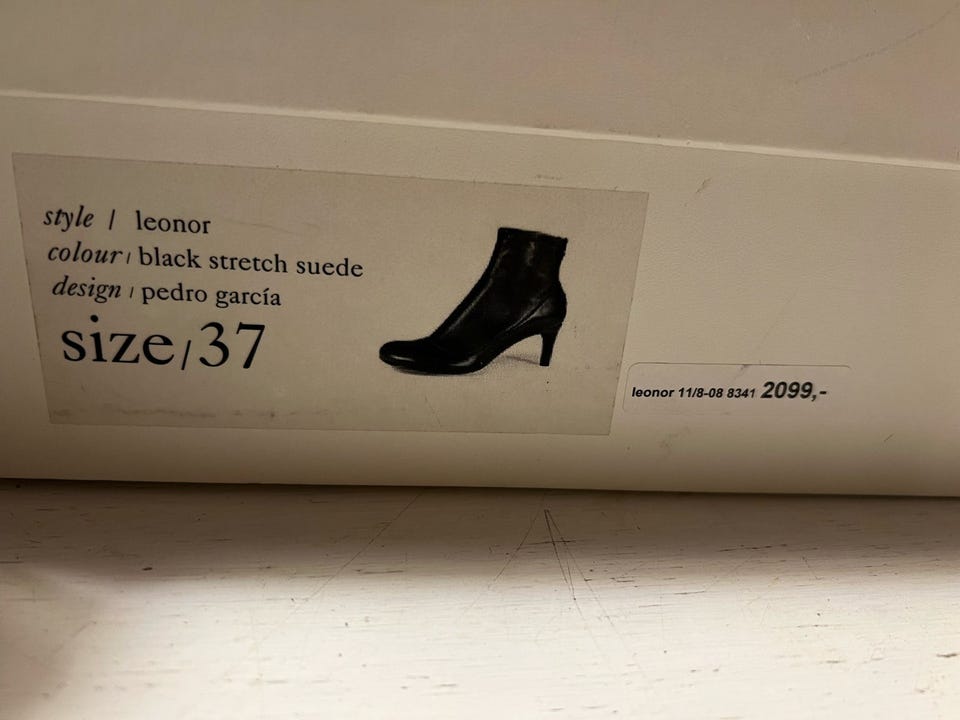 style / leonor
colour / black stretch suede
design / pedro garcía
size/37
leonor 11/8-08 8341 2099,-